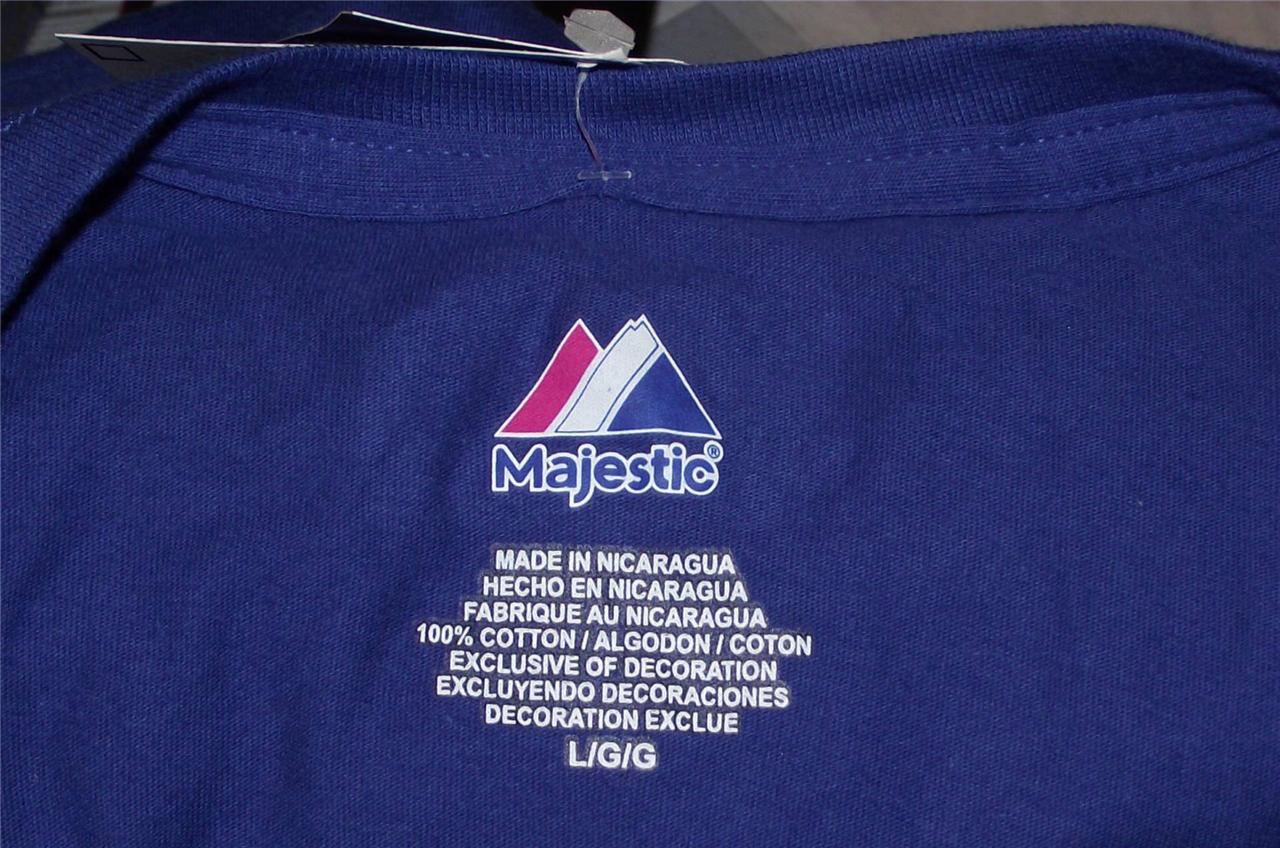 Majestic®
MADE IN NICARAGUA
HECHO EN NICARAGUA
FABRIQUE AU NICARAGUA
100% COTTON / ALGODON / COTON
EXCLUSIVE OF DECORATION
EXCLUYENDO DECORACIONES
DECORATION EXCLUE
L/G/G